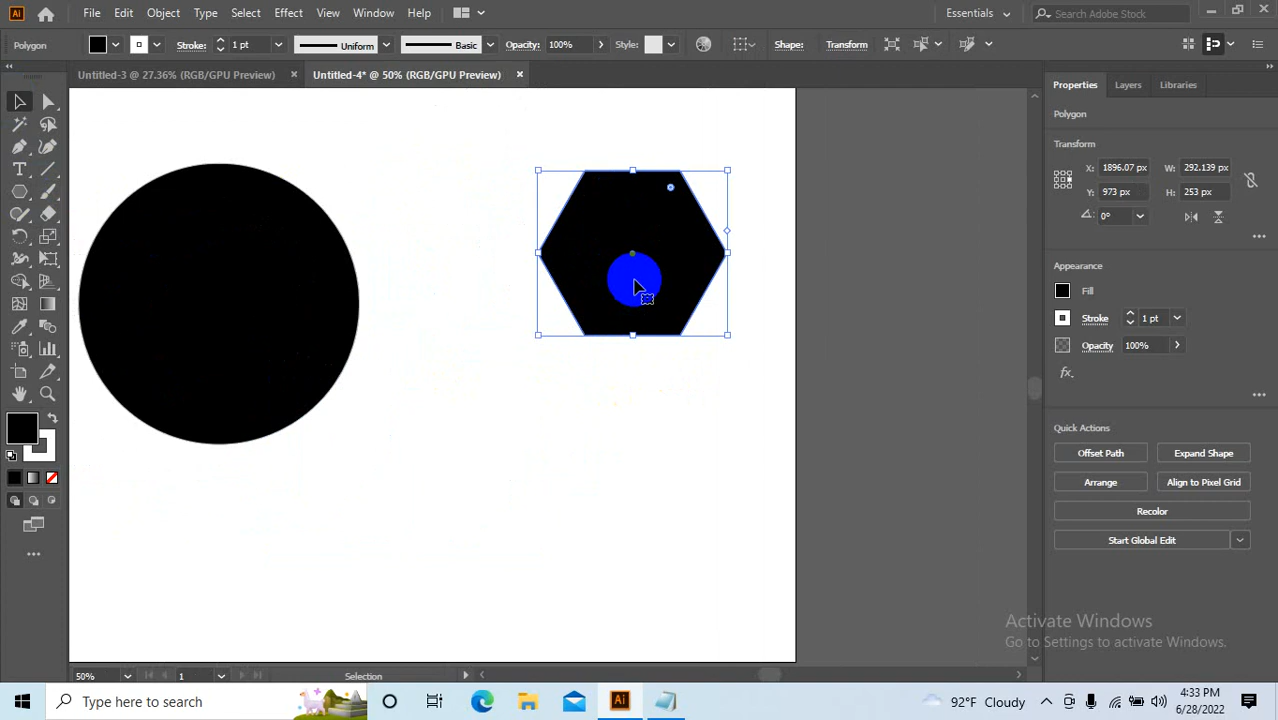 Ai File Edit Object Type Select Effect View Window Help Essentials Search Adobe Stock
Polygon Stroke: 1 pt Uniform Basic Opacity: 100% Style: Shape: Transform
Untitled-3 @ 27.36% (RGB/GPU Preview) × Untitled-4* @ 50% (RGB/GPU Preview) ×
Properties Layers Libraries
Polygon
Transform
X: 1896.07 px W: 292.139 px
Y: 973 px H: 253 px
0°
Appearance
Fill
Stroke 1 pt
Opacity 100%
fx.
Quick Actions
Offset Path Expand Shape
Arrange Align to Pixel Grid
Recolor
Start Global Edit
Activate Windows
Go to Settings to activate Windows.
50% 1 Selection
Type here to search Ai 92°F Cloudy 4:33 PM
6/28/2022